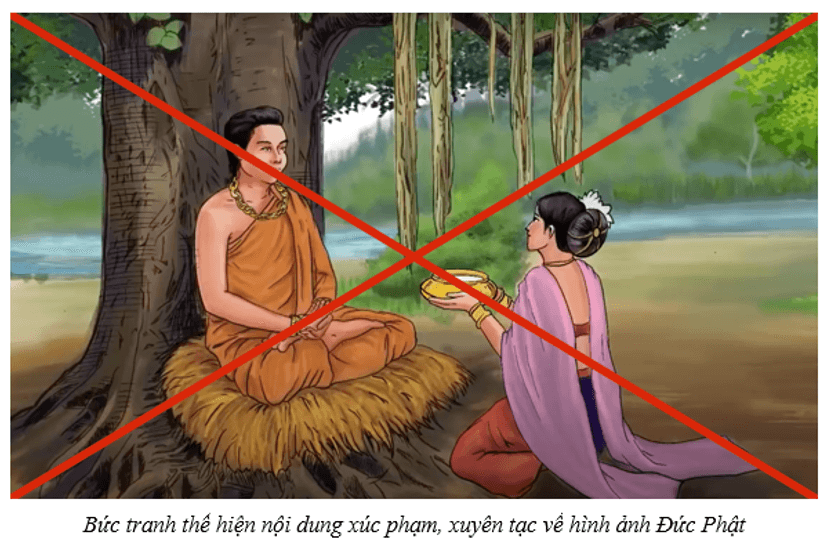 Bức tranh thể hiện nội dung xúc phạm, xuyên tạc về hình ảnh Đức Phật